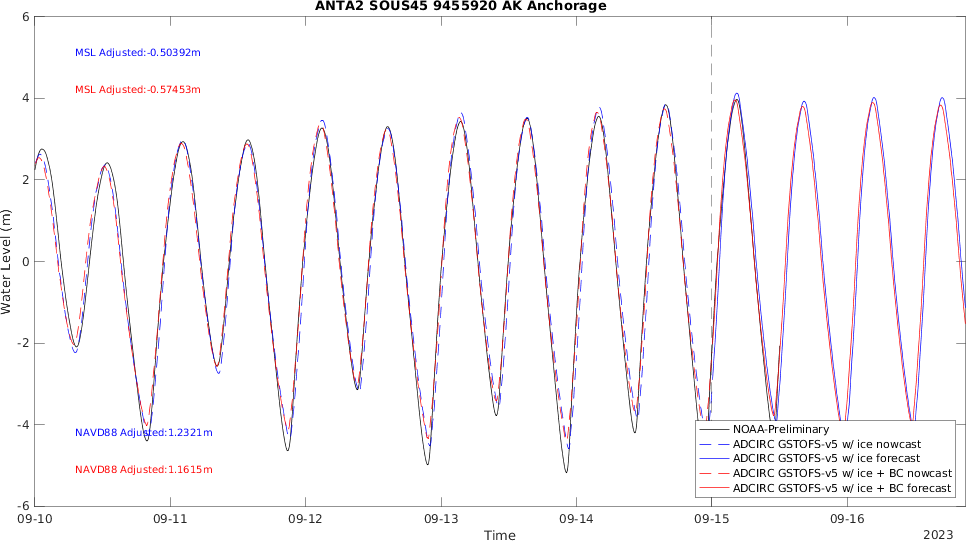 ANTA2 SOUS45 9455920 AK Anchorage
6
MSL Adjusted:-0.50392m
MSL Adjusted:-0.57453m
4
2
0
-2
-4
-6
Water Level (m)
NAVD88 Adjusted:1.2321m
NAVD88 Adjusted:1.1615m
NOAA-Preliminary
ADCIRC GSTOFS-v5 w/ ice nowcast
ADCIRC GSTOFS-v5 w/ ice forecast
ADCIRC GSTOFS-v5 w/ ice + BC nowcast
ADCIRC GSTOFS-v5 w/ ice + BC forecast
09-10 09-11 09-12 09-13 09-14 09-15 09-16
Time
2023